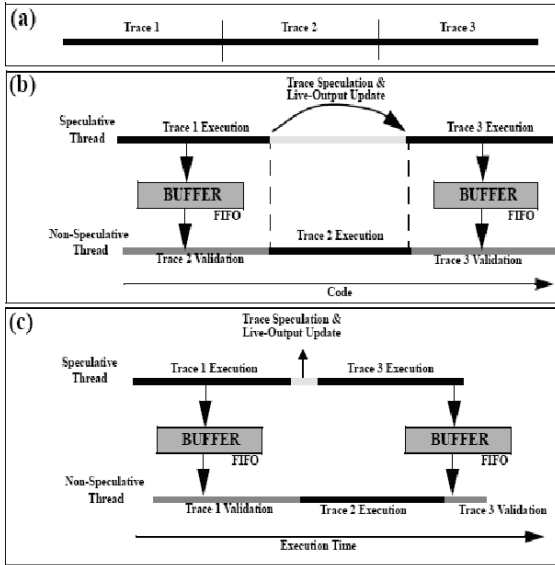 (a)
Trace 1 Trace 2 Trace 3
(b)
Trace Speculation &
Live-Output Update
Speculative
Thread
Trace 1 Execution Trace 3 Execution
BUFFER BUFFER
FIFO FIFO
Non-Speculative
Thread
Trace 2 Execution
Trace 2 Validation Trace 3 Validation
Code
(c)
Trace Speculation &
Live-Output Update
Speculative
Thread
Trace 1 Execution Trace 3 Execution
BUFFER BUFFER
FIFO FIFO
Non-Speculative
Thread
Trace 1 Validation Trace 2 Execution Trace 3 Validation
Execution Time